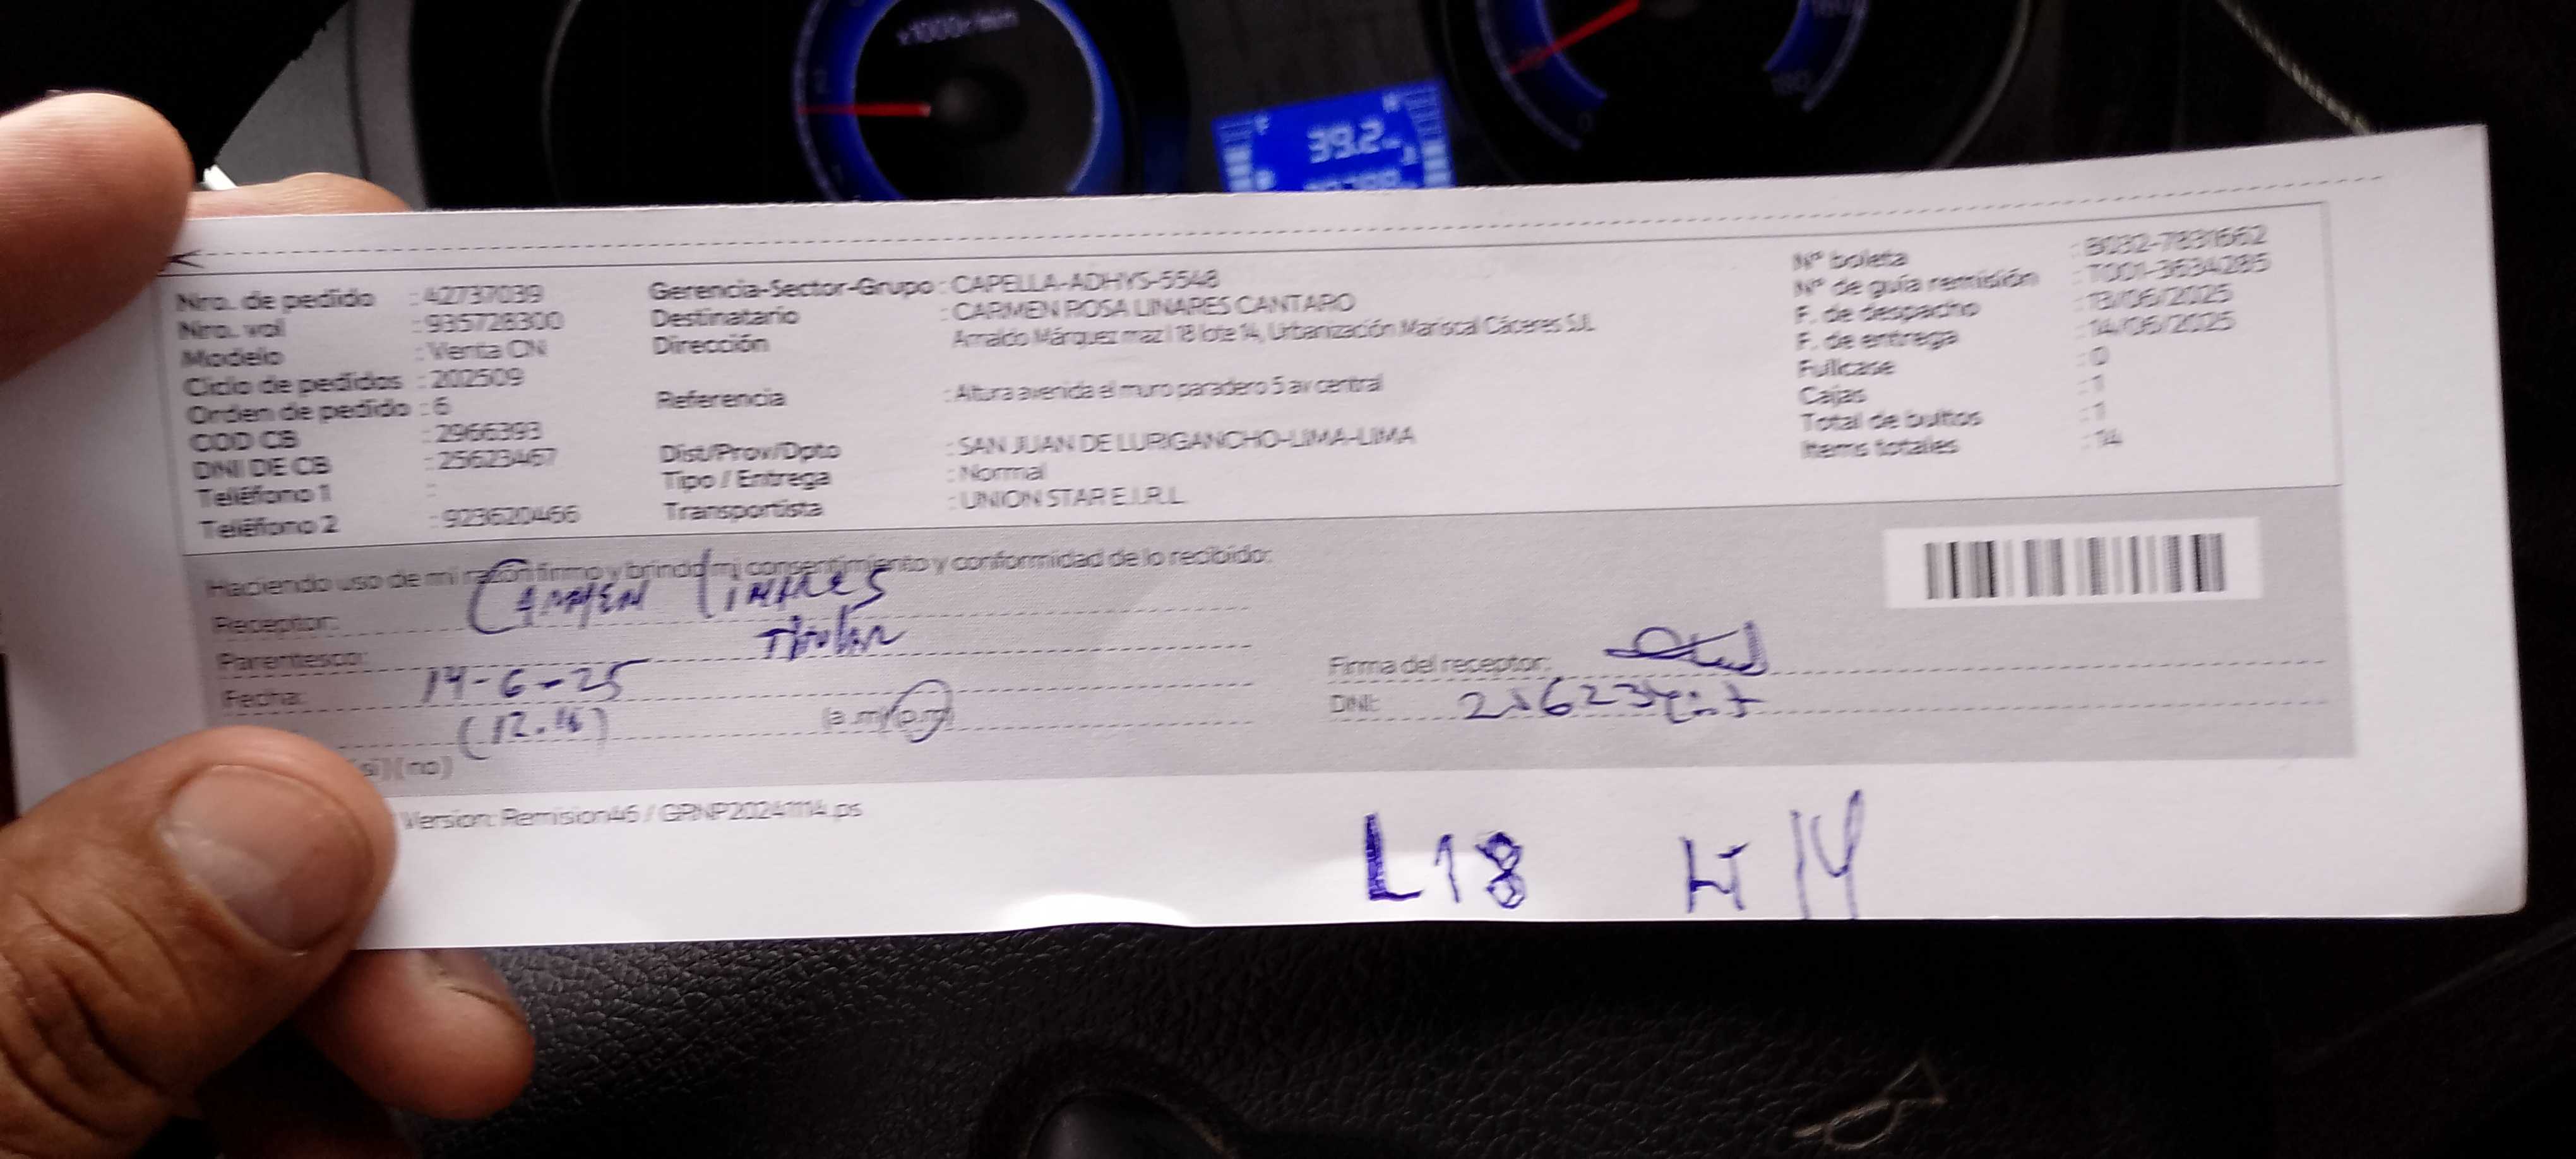 x1000r/min
39.2
Nro. de pedido : 42737039
Nro. vol : 935728300
Modelo : Venta CN
Ciclo de pedidos : 202509
Orden de pedido : 6
COD CB : 2966393
DNI DE CB : 25623467
Teléfono 1 :
Teléfono 2 : 923620466
Gerencia-Sector-Grupo : CAPELLA-ADHYS-5548
Destinatario : CARMEN ROSA LINARES CANTARO
Dirección Arnaldo Márquez maz l 18 lote 14, Urbanización Mariscal Cáceres SJL
Referencia : Altura avenida el muro paradero 5 av central
Dist/Prov/Dpto : SAN JUAN DE LURIGANCHO-LIMA-LIMA
Tipo / Entrega : Normal
Transportista : UNION STAR E.I.R.L.
Nº boleta : B032-7831662
Nº de guía remisión : T001-3634285
F. de despacho : 13/06/2025
F. de entrega : 14/06/2025
Fullcase : 0
Cajas : 1
Total de bultos : 1
Items totales : 14
Haciendo uso de mi razón firmo y brindo mi consentimiento y conformidad de lo recibido:
Receptor: Carmen Linares
Parentesco: Titular
Fecha: 14-6-25
(12.16) (a.m)(p.m)
(si)(no)
Firma del receptor:
DNI:
Version: Remision46 / GRNP20241114.ps
L18 LT 14